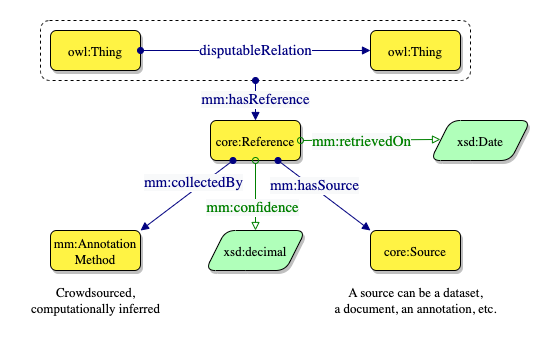 owl:Thing
disputableRelation
owl:Thing
mm:hasReference
core:Reference
mm:retrievedOn
xsd:Date
mm:collectedBy
mm:hasSource
mm:confidence
mm:Annotation
Method
xsd:decimal
core:Source
Crowdsourced,
computationally inferred
A source can be a dataset,
a document, an annotation, etc.